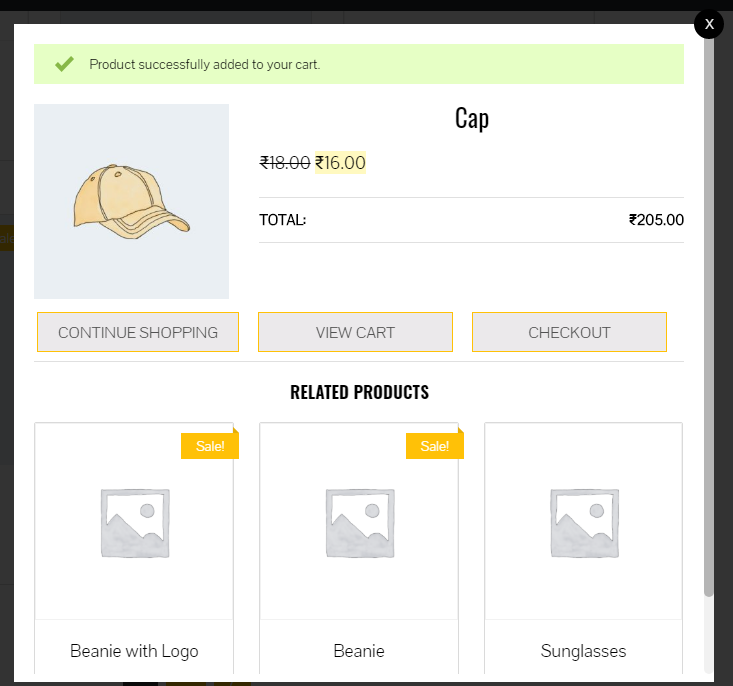 X
Product successfully added to your cart.
Cap
₹18.00 ₹16.00
TOTAL: ₹205.00
CONTINUE SHOPPING VIEW CART CHECKOUT
RELATED PRODUCTS
Sale! Sale!
Beanie with Logo Beanie Sunglasses